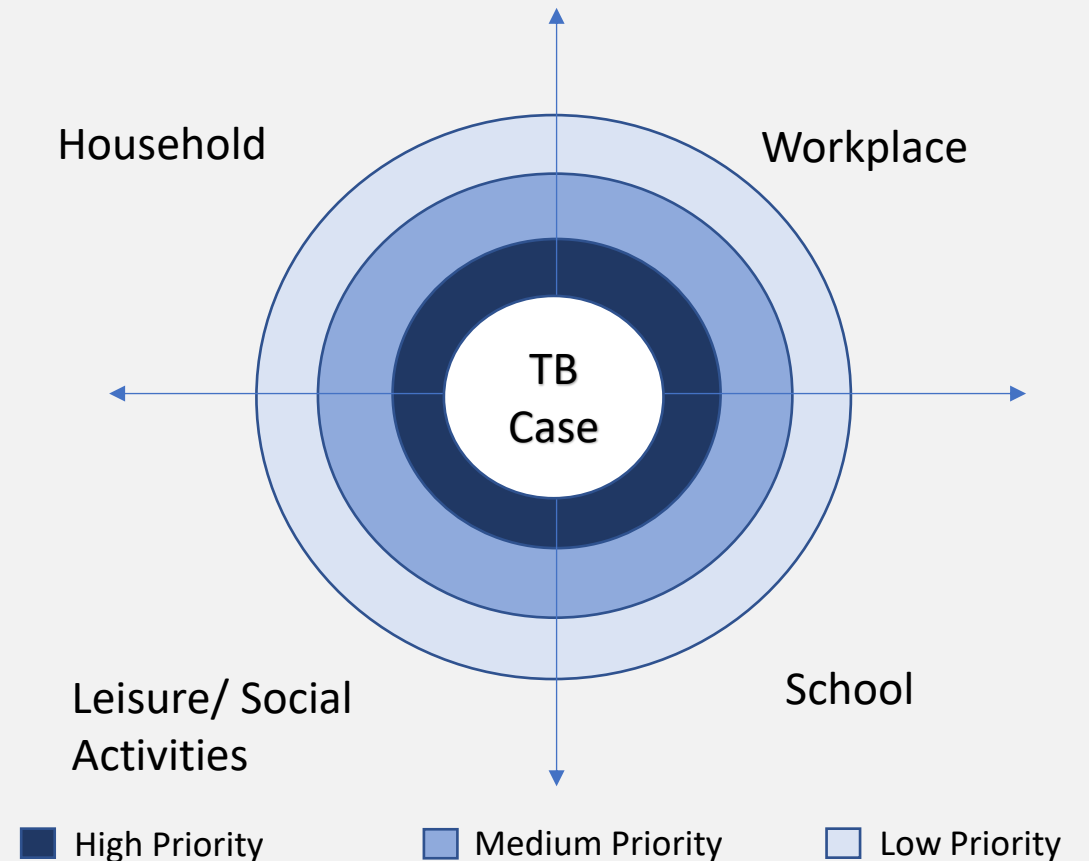 Household
Workplace
TB
Case
Leisure/ Social
Activities
School
High Priority
Medium Priority
Low Priority